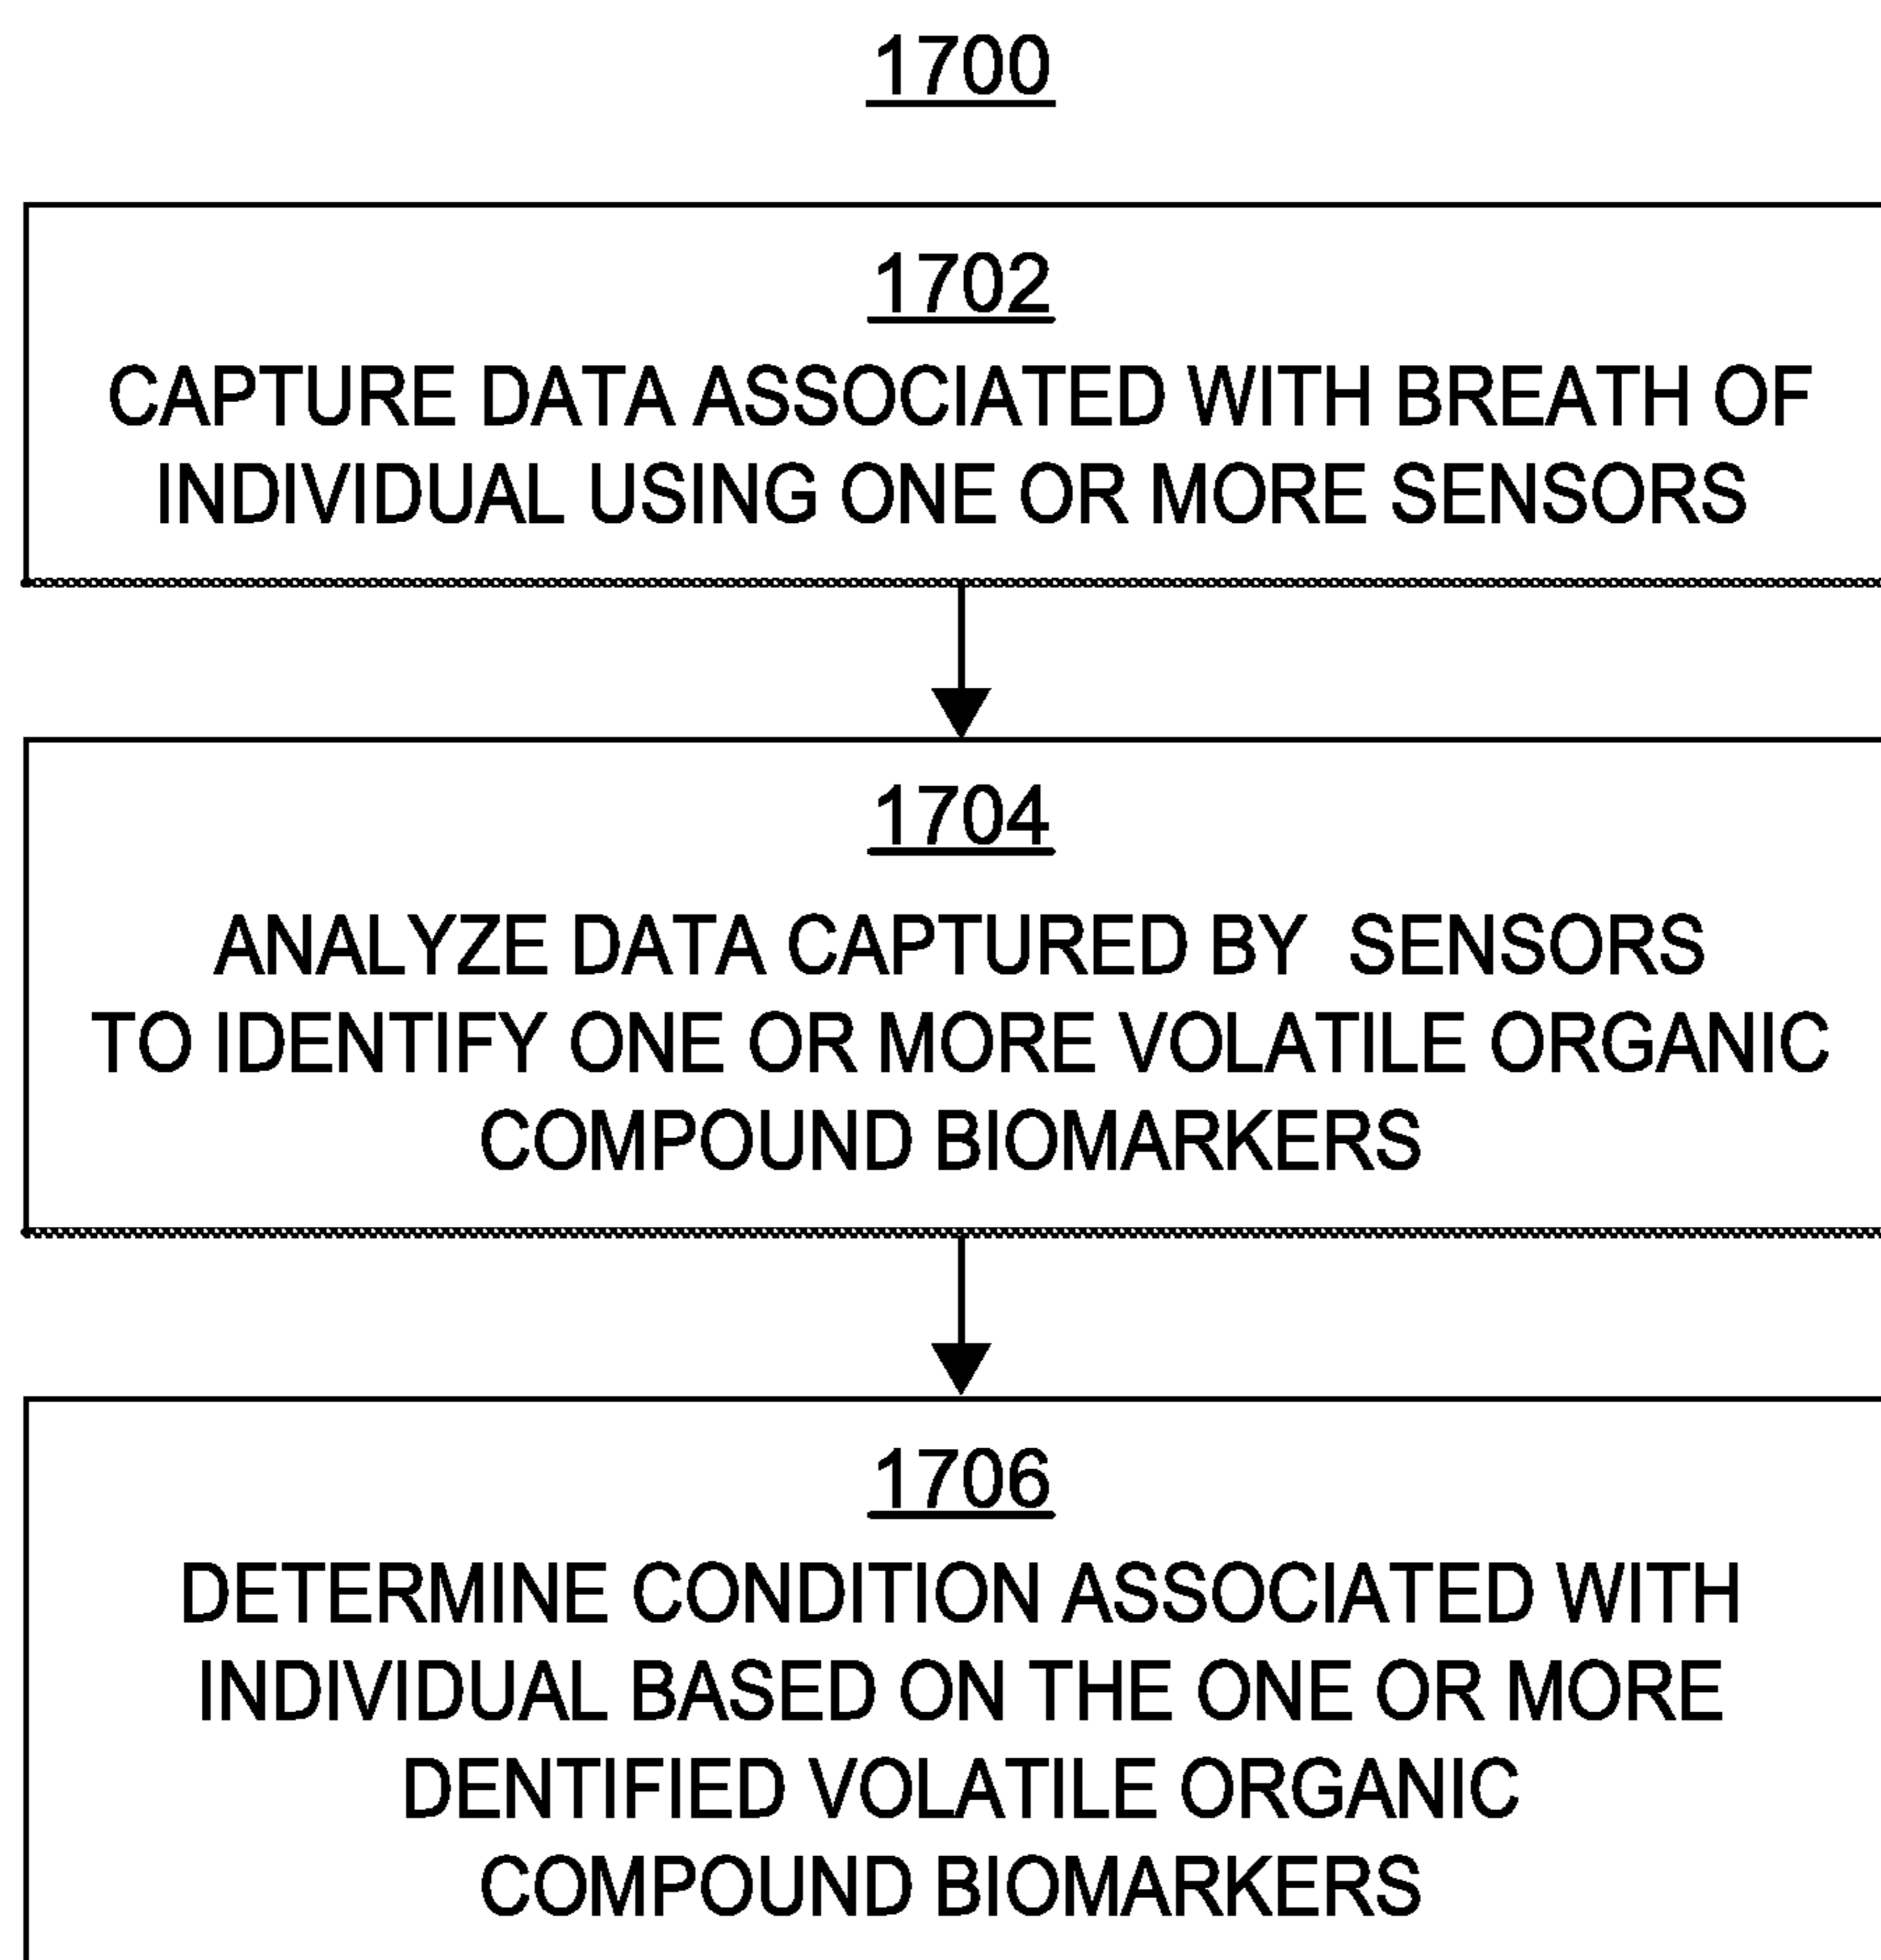 1700
1702
CAPTURE DATA ASSOCIATED WITH BREATH OF
INDIVIDUAL USING ONE OR MORE SENSORS
1704
ANALYZE DATA CAPTURED BY SENSORS
TO IDENTIFY ONE OR MORE VOLATILE ORGANIC
COMPOUND BIOMARKERS
1706
DETERMINE CONDITION ASSOCIATED WITH
INDIVIDUAL BASED ON THE ONE OR MORE
DENTIFIED VOLATILE ORGANIC
COMPOUND BIOMARKERS